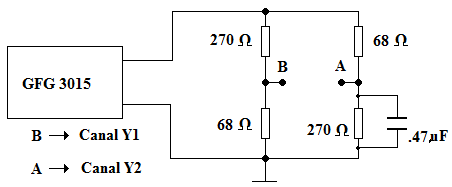 270 Ω
68 Ω
B
A
GFG 3015
68 Ω
270 Ω
.47µF
B → Canal Y1
A → Canal Y2